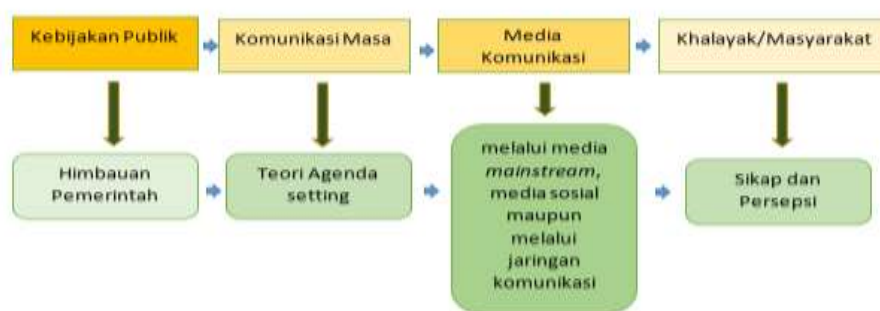 Kebijakan Publik
Komunikasi Masa
Media
Komunikasi
Khalayak/Masyarakat
Himbauan
Pemerintah
Teori Agenda
setting
melalui media
mainstream,
media sosial
maupun
melalui
jaringan
komunikasi
Sikap dan
Persepsi